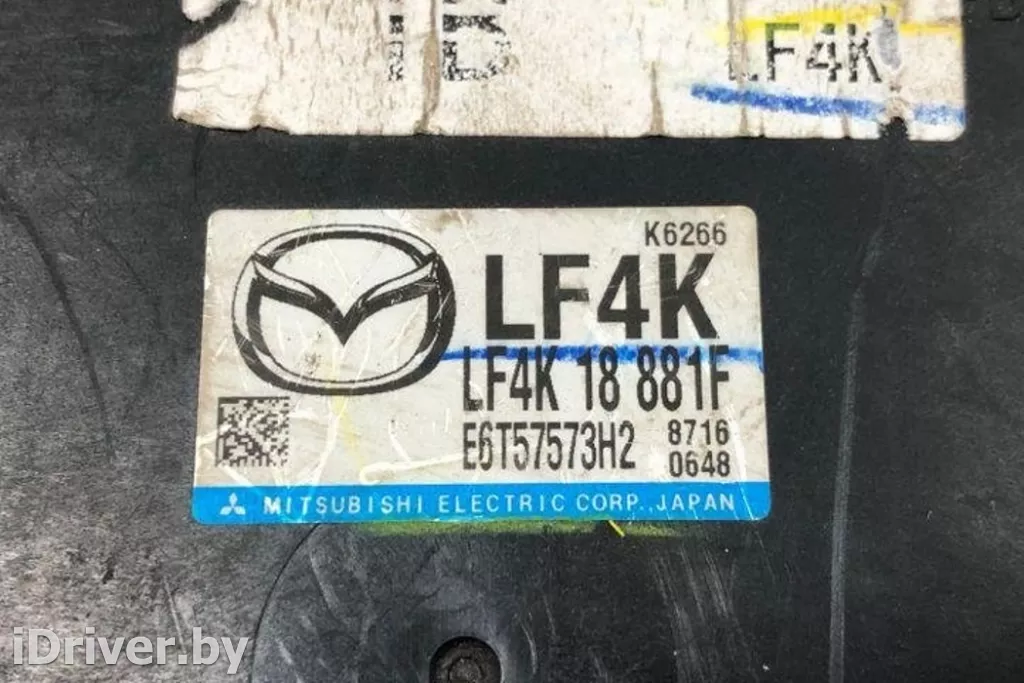 LF4K
K6266
LF4K
LF4K 18 881F
E6T57573H2 8716
0648
MITSUBISHI ELECTRIC CORP., JAPAN
iDriver.by